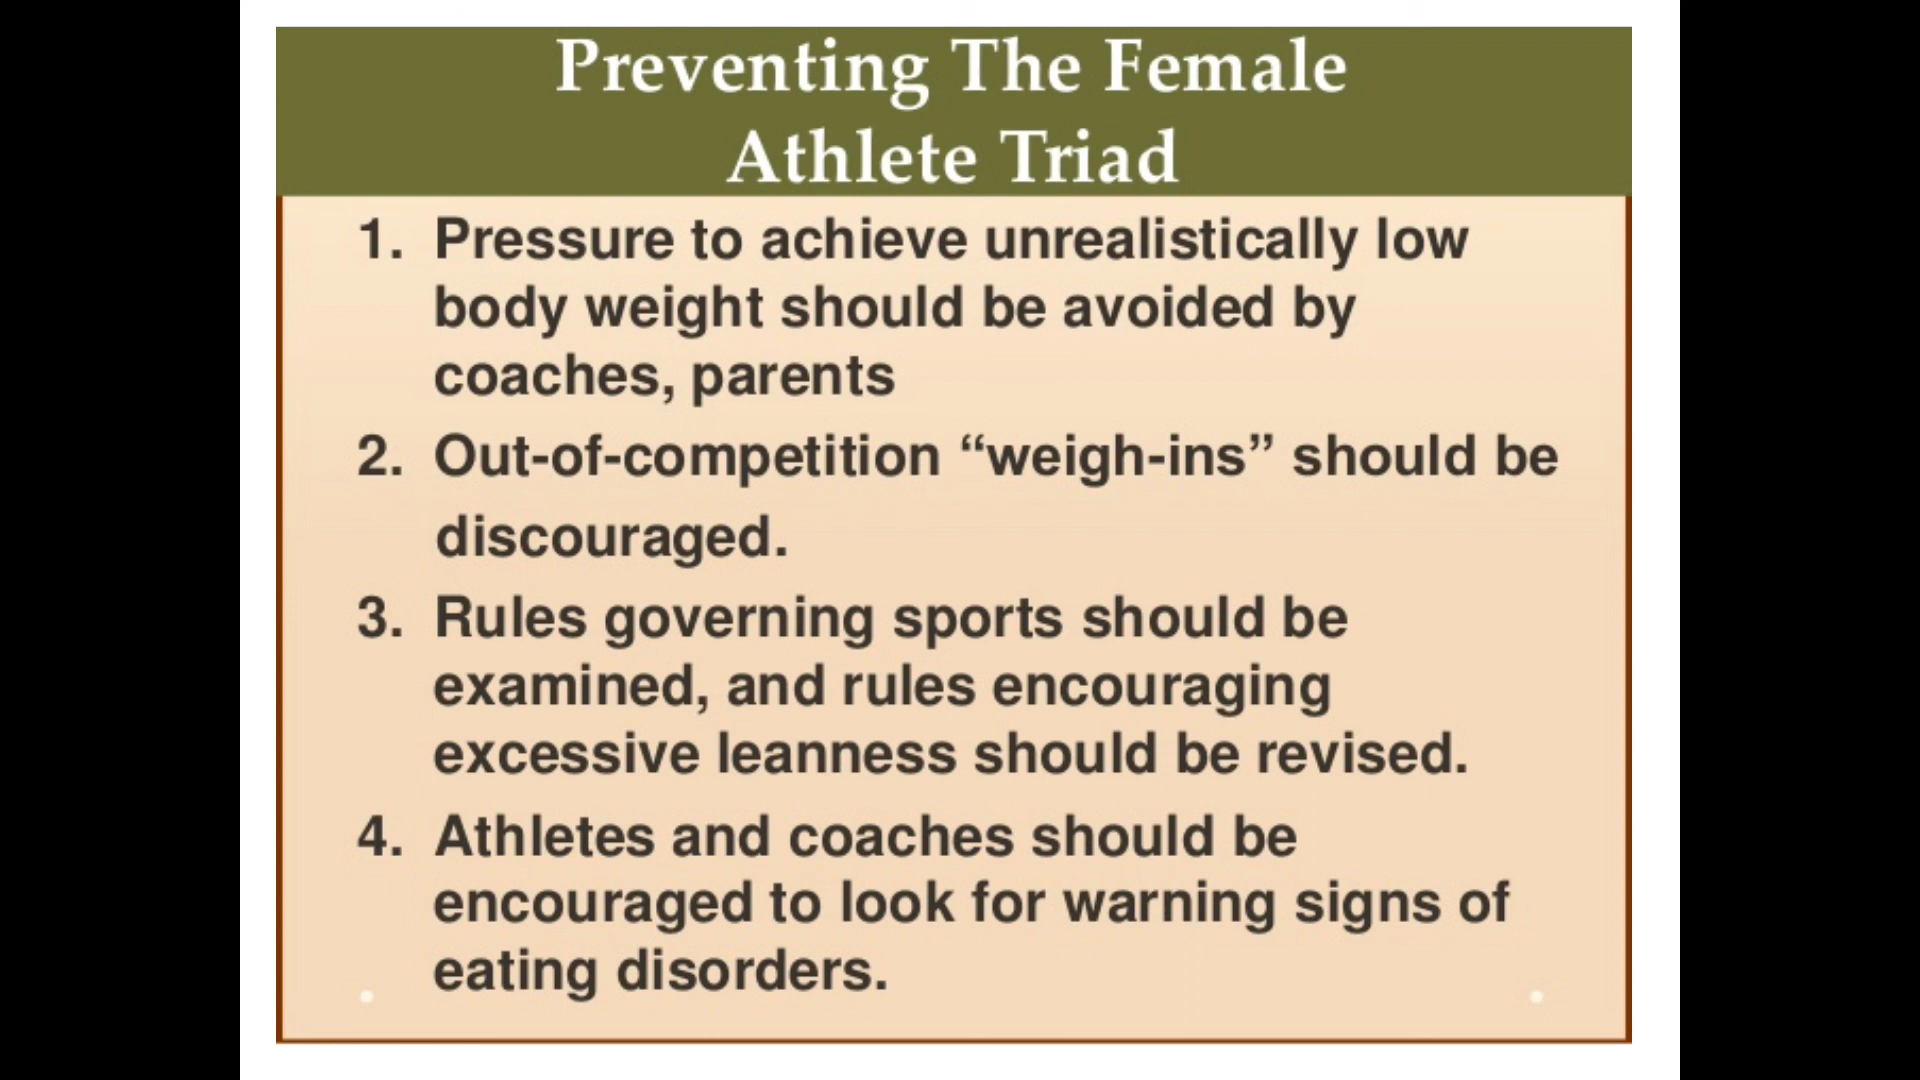 Preventing The Female
Athlete Triad
1. Pressure to achieve unrealistically low
body weight should be avoided by
coaches, parents
2. Out-of-competition “weigh-ins” should be
discouraged.
3. Rules governing sports should be
examined, and rules encouraging
excessive leanness should be revised.
4. Athletes and coaches should be
encouraged to look for warning signs of
eating disorders.